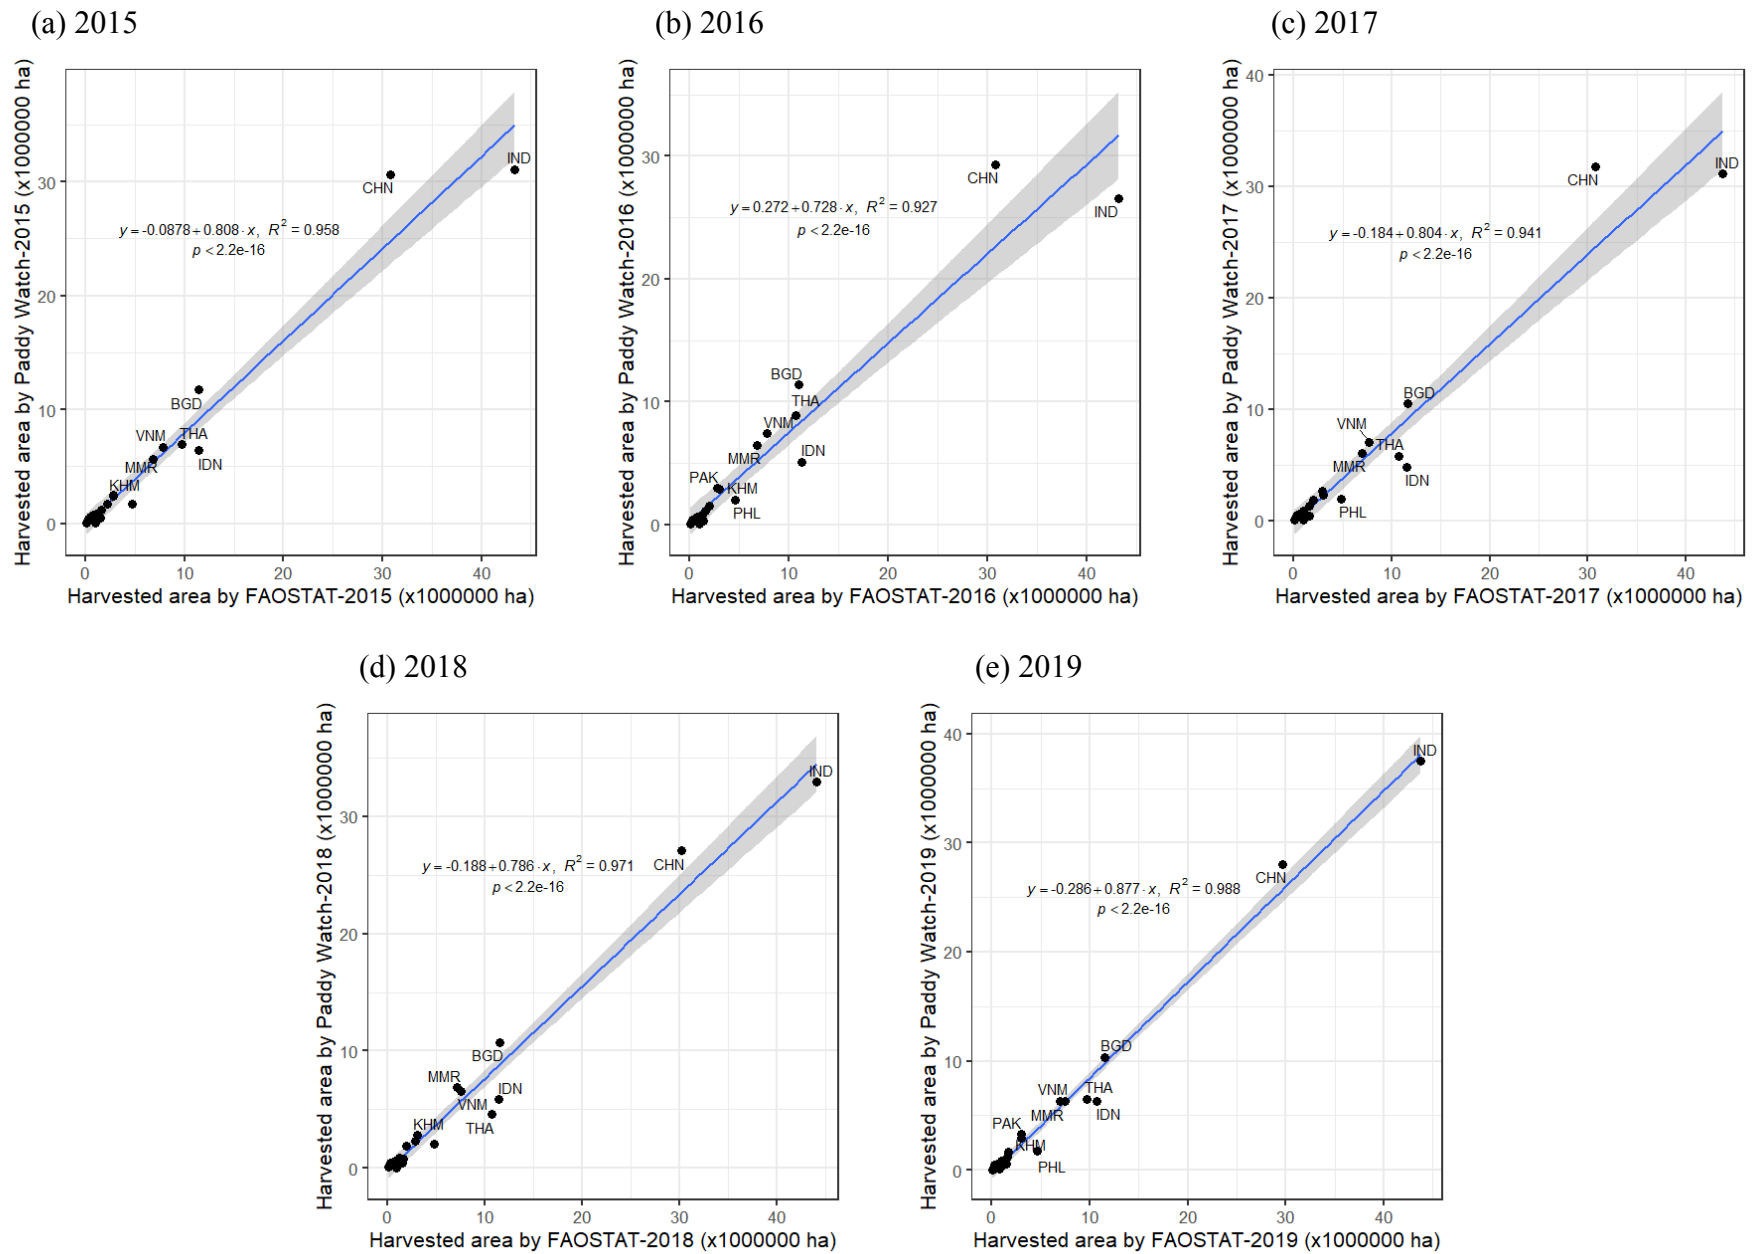 (a) 2015
Harvested area by Paddy Watch-2015 (x1000000 ha)
30
20
10
0
y = -0.0878+0.808·x, R² = 0.958
p < 2.2e-16
CHN
IND
BGD
VNM
THA
MMR
IDN
KHM
0 10 20 30 40
Harvested area by FAOSTAT-2015 (x1000000 ha)
(b) 2016
Harvested area by Paddy Watch-2016 (x1000000 ha)
30
20
10
0
y = 0.272+0.728·x, R² = 0.927
p < 2.2e-16
CHN
IND
BGD
THA
VNM
MMR
IDN
PAK
KHM
PHL
0 10 20 30 40
Harvested area by FAOSTAT-2016 (x1000000 ha)
(c) 2017
Harvested area by Paddy Watch-2017 (x1000000 ha)
40
30
20
10
0
y = -0.184+0.804·x, R² = 0.941
p < 2.2e-16
CHN
IND
BGD
VNM
THA
MMR
IDN
PHL
0 10 20 30 40
Harvested area by FAOSTAT-2017 (x1000000 ha)
(d) 2018
Harvested area by Paddy Watch-2018 (x1000000 ha)
30
20
10
0
y = -0.188+0.786·x, R² = 0.971
p < 2.2e-16
IND
CHN
BGD
MMR
IDN
VNM
THA
KHM
0 10 20 30 40
Harvested area by FAOSTAT-2018 (x1000000 ha)
(e) 2019
Harvested area by Paddy Watch-2019 (x1000000 ha)
40
30
20
10
0
y = -0.286+0.877·x, R² = 0.988
p < 2.2e-16
IND
CHN
BGD
VNM
THA
MMR
IDN
PAK
KHM
PHL
0 10 20 30 40
Harvested area by FAOSTAT-2019 (x1000000 ha)